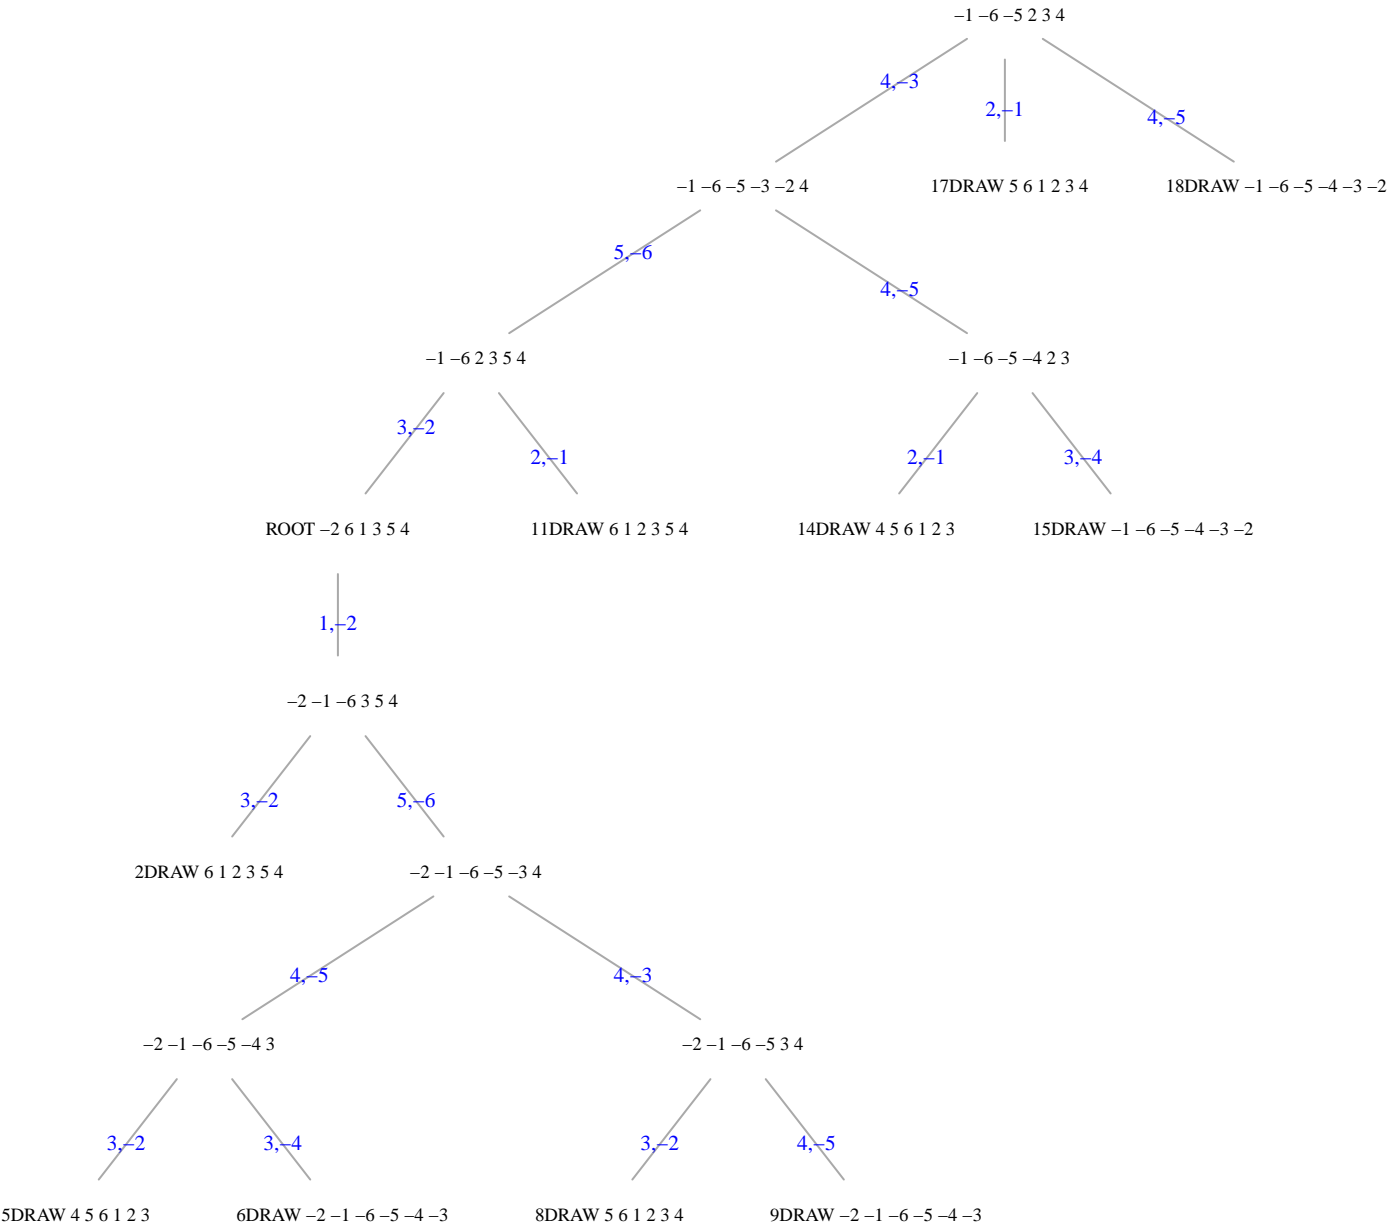 –1 –6 –5 2 3 4
4,–3
2,–1
4,–5
–1 –6 –5 –3 –2 4
17DRAW 5 6 1 2 3 4
18DRAW –1 –6 –5 –4 –3 –2
5,–6
4,–5
–1 –6 2 3 5 4
–1 –6 –5 –4 2 3
3,–2
2,–1
2,–1
3,–4
ROOT –2 6 1 3 5 4
11DRAW 6 1 2 3 5 4
14DRAW 4 5 6 1 2 3
15DRAW –1 –6 –5 –4 –3 –2
1,–2
–2 –1 –6 3 5 4
3,–2
5,–6
2DRAW 6 1 2 3 5 4
–2 –1 –6 –5 –3 4
4,–5
4,–3
–2 –1 –6 –5 –4 3
–2 –1 –6 –5 3 4
3,–2
3,–4
3,–2
4,–5
5DRAW 4 5 6 1 2 3
6DRAW –2 –1 –6 –5 –4 –3
8DRAW 5 6 1 2 3 4
9DRAW –2 –1 –6 –5 –4 –3